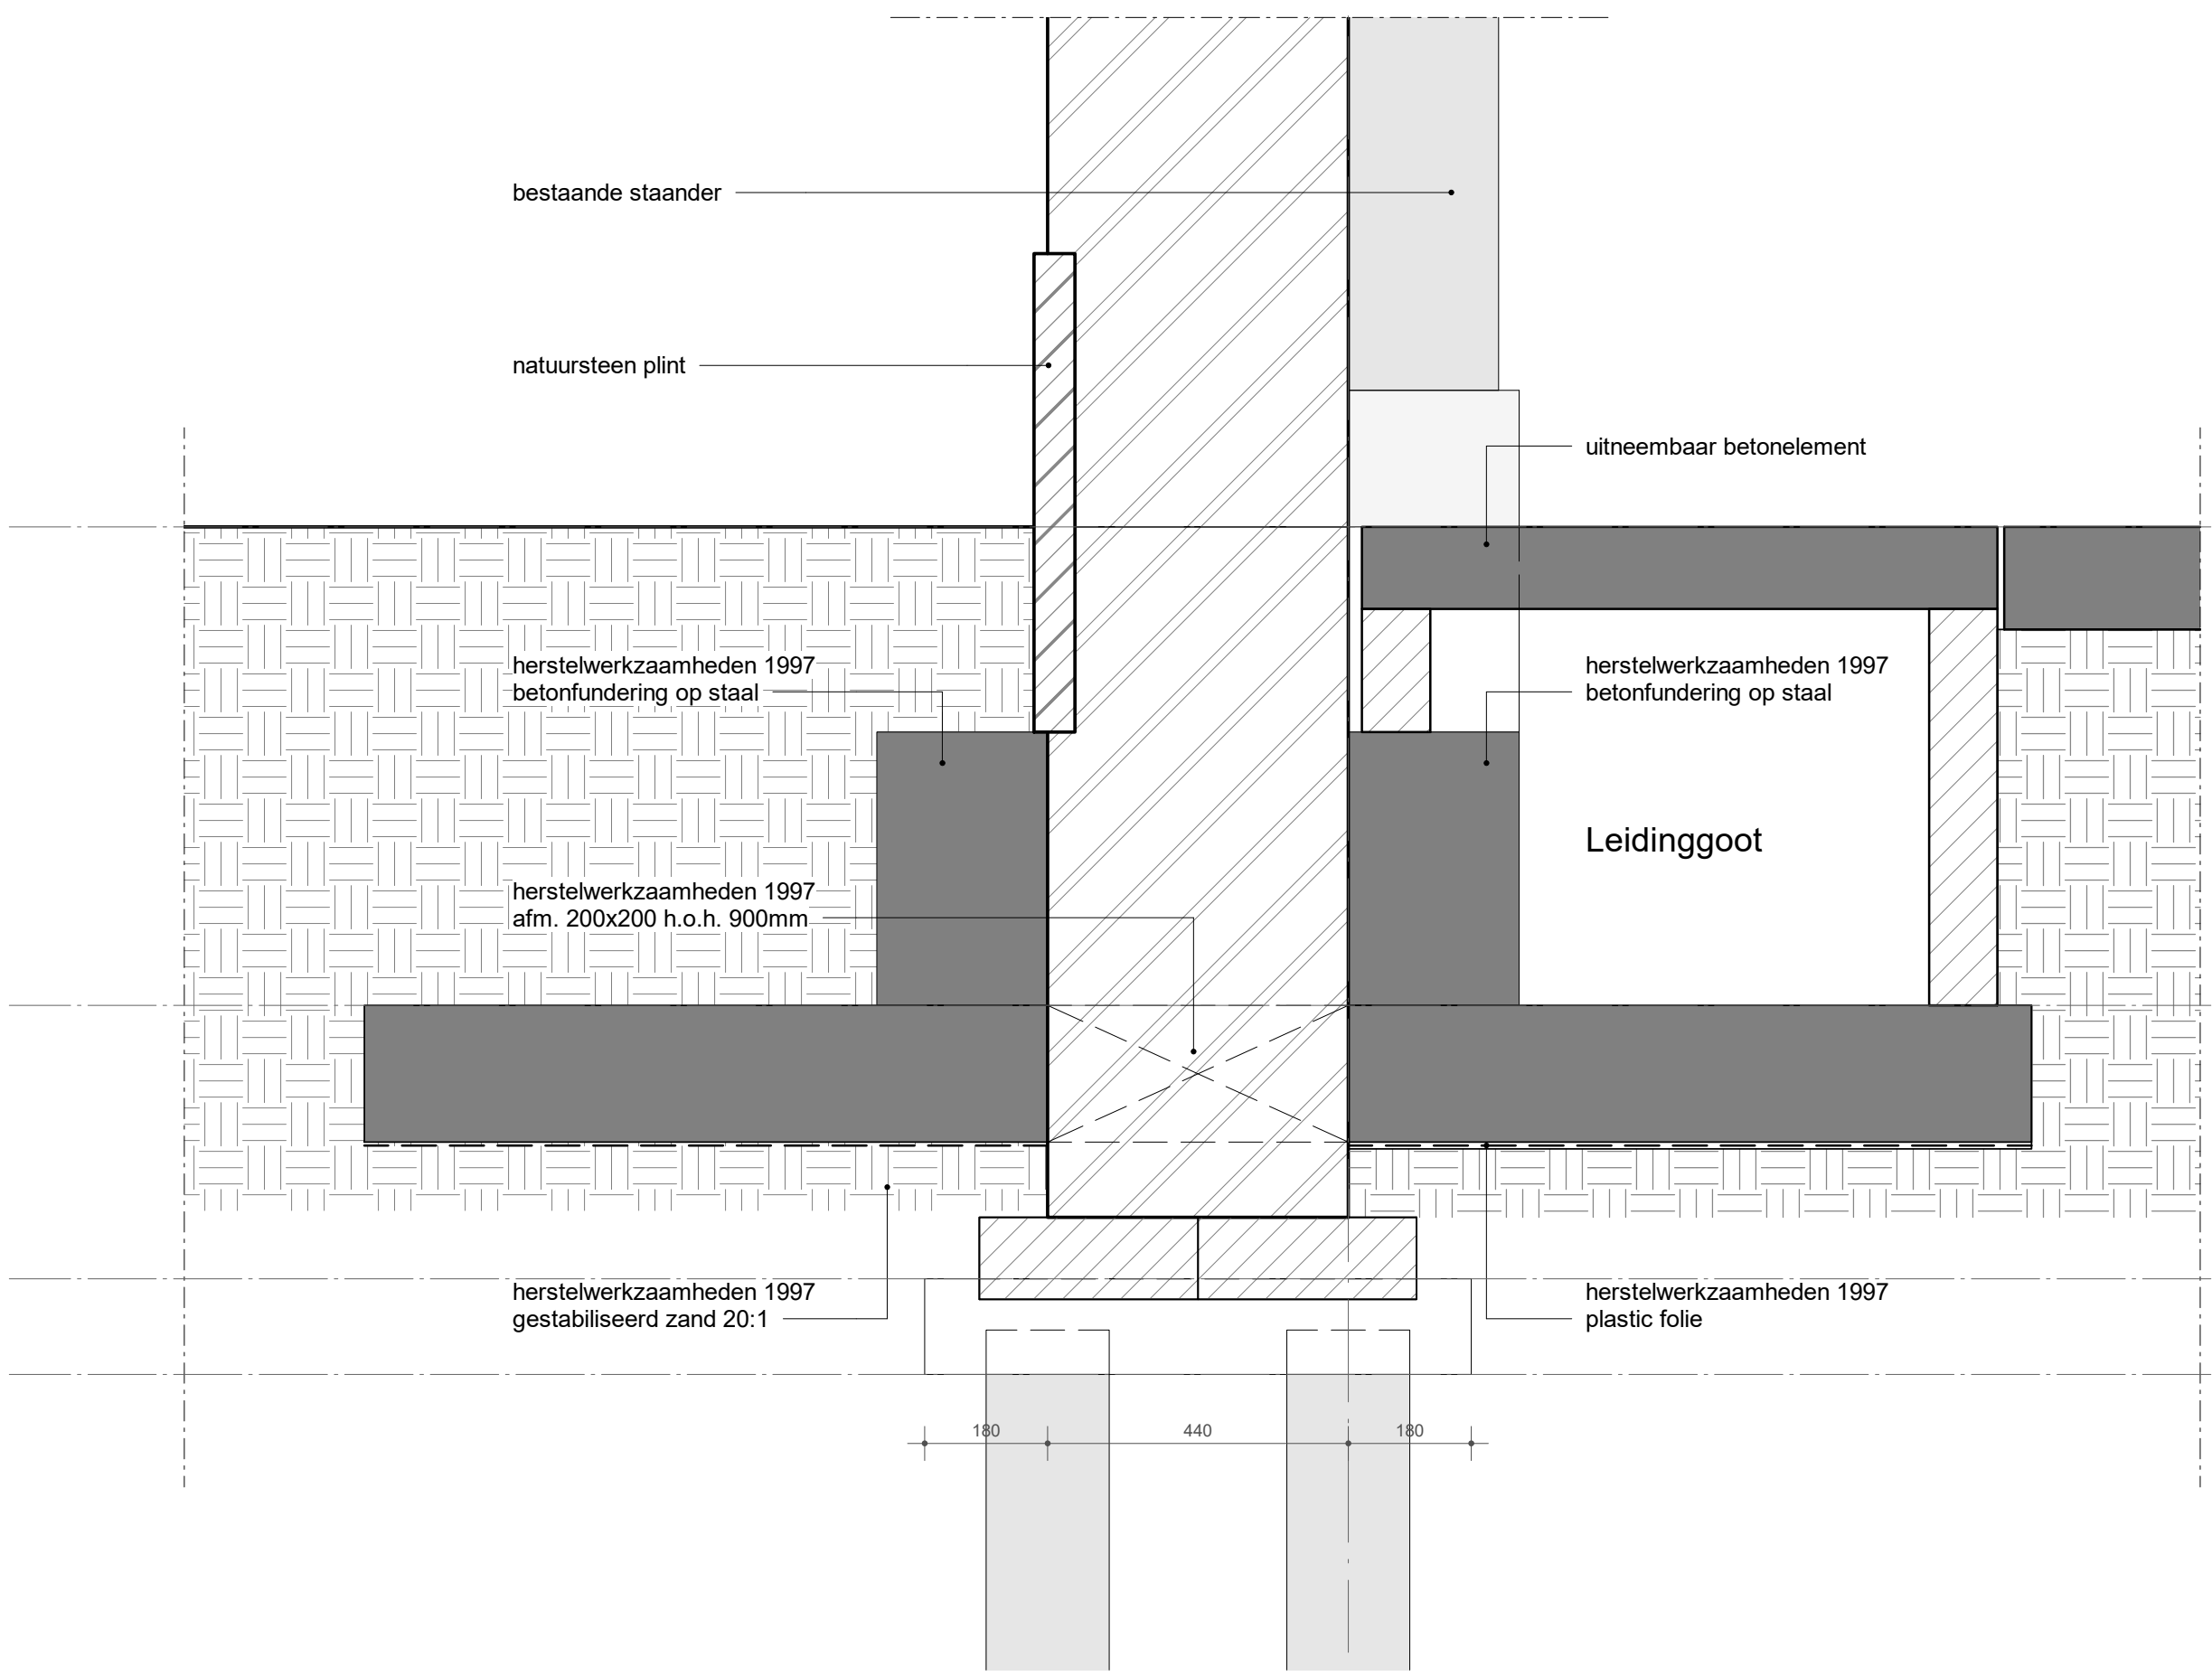 bestaande staander
natuursteen plint
uitneembaar betonelement
herstelwerkzaamheden 1997
betonfundering op staal
herstelwerkzaamheden 1997
betonfundering op staal
Leidinggoot
herstelwerkzaamheden 1997
afm. 200x200 h.o.h. 900mm
herstelwerkzaamheden 1997
gestabiliseerd zand 20:1
herstelwerkzaamheden 1997
plastic folie
180
440
180